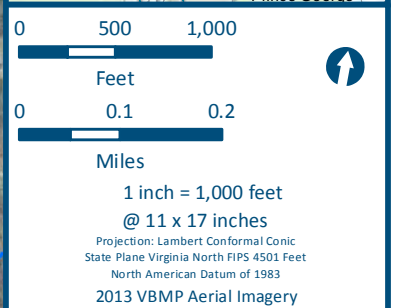 Prince George
0 500 1,000
Feet
0 0.1 0.2
Miles
1 inch = 1,000 feet
@ 11 x 17 inches
Projection: Lambert Conformal Conic
State Plane Virginia North FIPS 4501 Feet
North American Datum of 1983
2013 VBMP Aerial Imagery